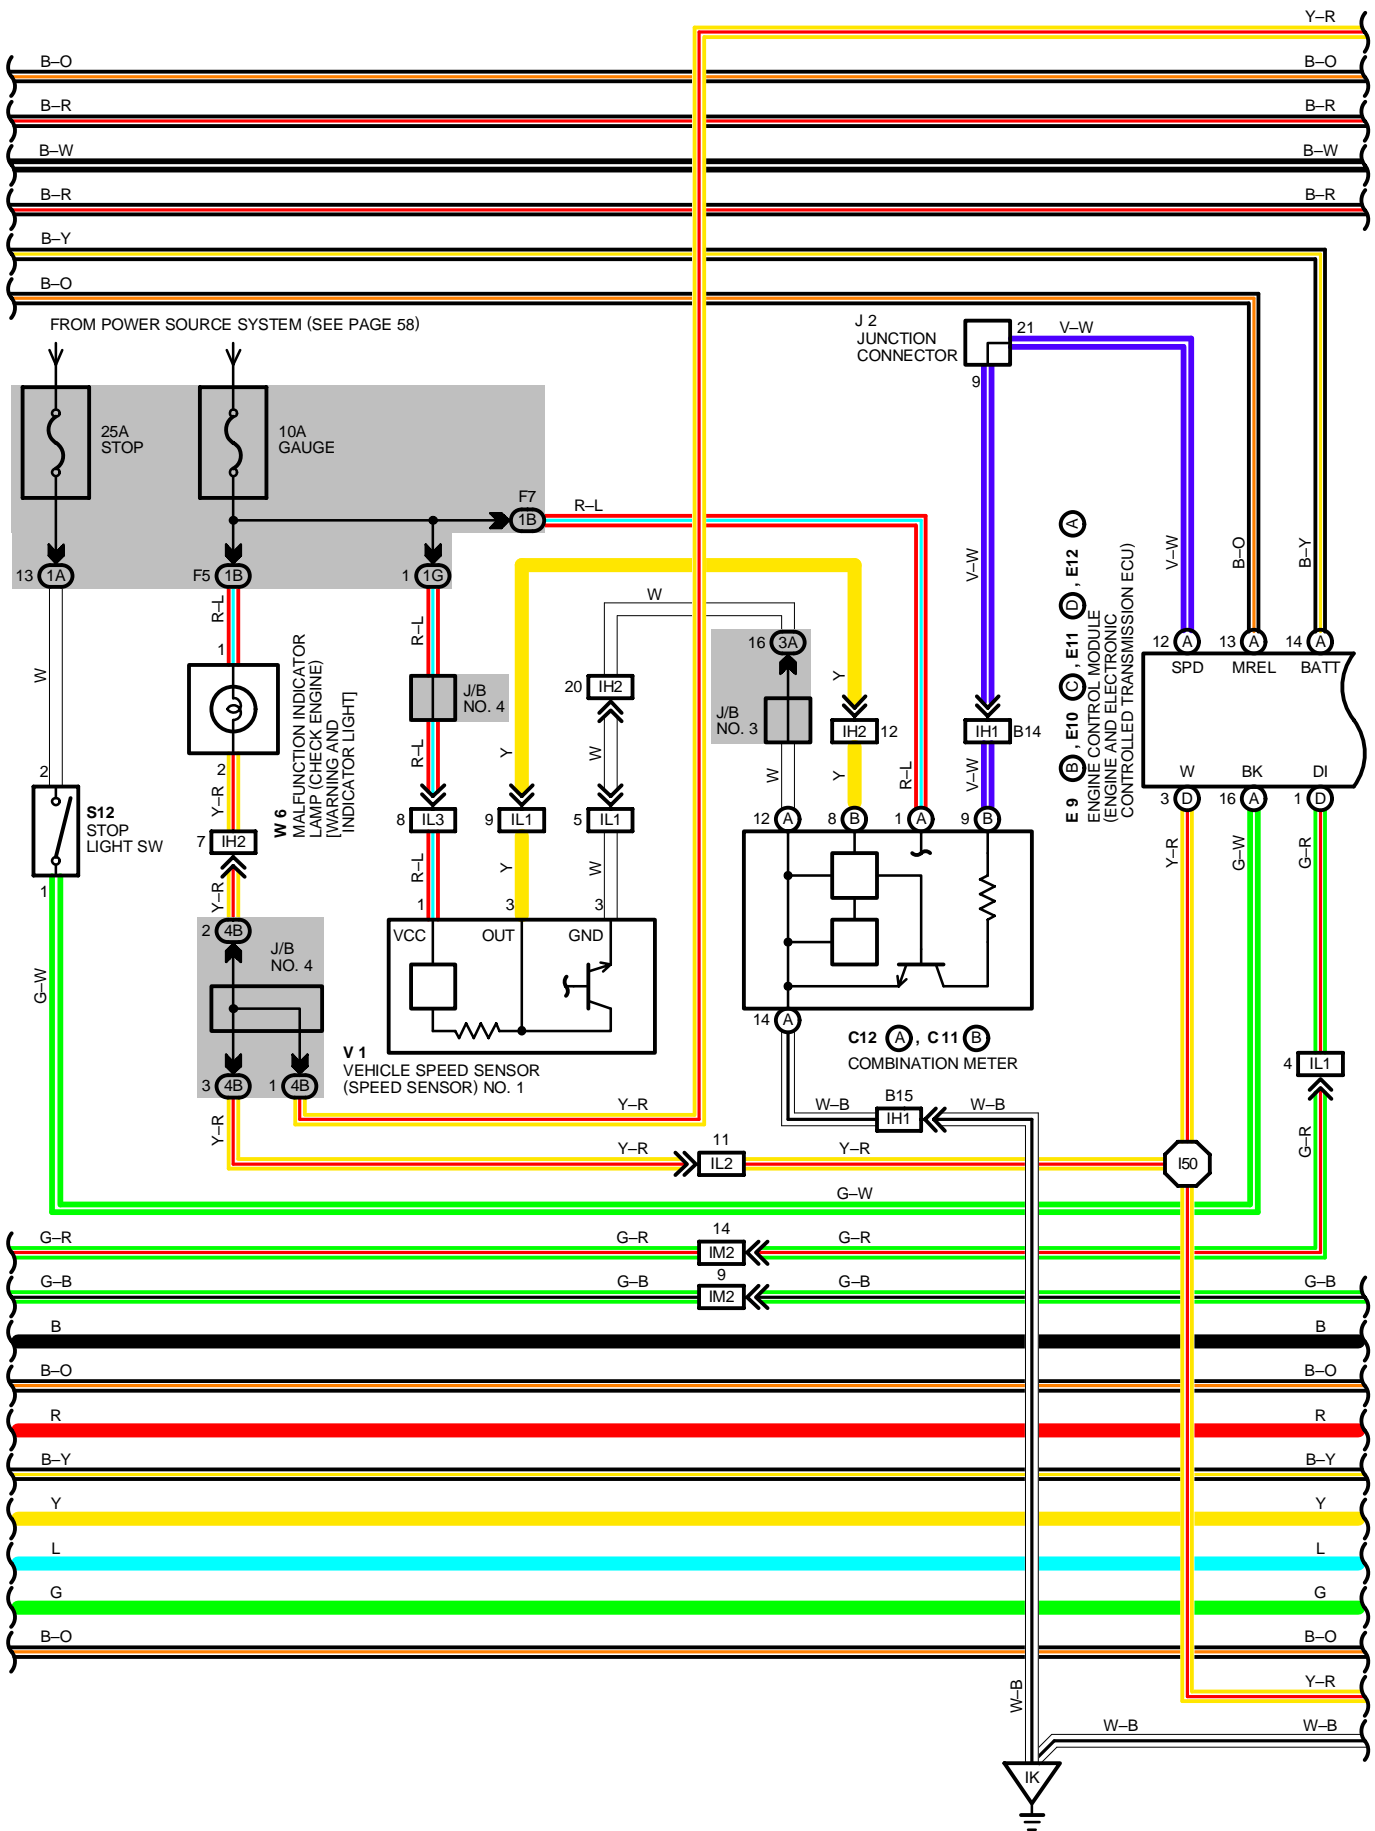 Y–R
B–O B–O
B–R B–R
B–W B–W
B–R B–R
B–Y
B–O
FROM POWER SOURCE SYSTEM (SEE PAGE 58)
J 2
JUNCTION
CONNECTOR
21 V–W
9
25A
STOP
10A
GAUGE
F7
1B
R–L
13 1A
F5 1B
1 1G
W
R–L
R–L
W
V–W
V–W
B–O
B–Y
E 9 B , E10 C , E11 D , E12 A
ENGINE CONTROL MODULE
(ENGINE AND ELECTRONIC
CONTROLLED TRANSMISSION ECU)
16 3A
12 A 13 A 14 A
SPD MREL BATT
1
20 IH2
Y
J/B
NO. 4
J/B
NO. 3
IH2 12
IH1 B14
R–L
Y
W
W
Y
R–L
V–W
2
2
Y–R
W 6
MALFUNCTION INDICATOR
LAMP (CHECK ENGINE)
[WARNING AND
INDICATOR LIGHT]
W BK DI
3 D 16 A 1 D
S12
STOP
LIGHT SW
7 IH2
8 IL3
9 IL1
5 IL1
12 A 8 B 1 A 9 B
Y–R
G–W
G–R
1
Y–R
R–L
Y
W
1 3 3
2 4B
VCC OUT GND
J/B
NO. 4
G–W
14 A
C12 A , C11 B
COMBINATION METER
V 1
VEHICLE SPEED SENSOR
(SPEED SENSOR) NO. 1
3 4B 1 4B
4 IL1
Y–R
Y–R
W–B
B15
IH1
W–B
G–R
Y–R
11
IL2
Y–R
I50
G–W
G–R G–R
14
IM2
G–R
G–B G–B
9
IM2
G–B G–B
B B
B–O B–O
R R
B–Y B–Y
Y Y
L L
G G
B–O B–O
W–B
Y–R
W–B W–B
IK